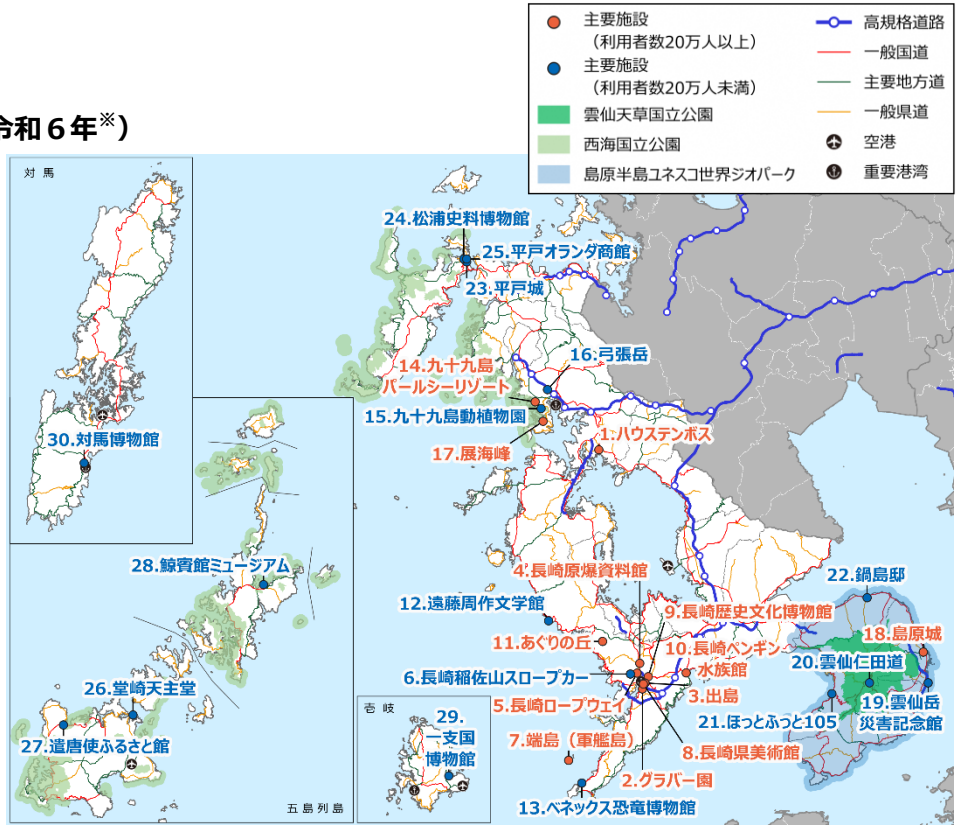 主要施設
（利用者数20万人以上）
主要施設
（利用者数20万人未満）
雲仙天草国立公園
西海国立公園
島原半島ユネスコ世界ジオパーク
高規格道路
一般国道
主要地方道
一般県道
空港
重要港湾
令和６年※）
対馬
24.松浦史料博物館
25.平戸オランダ商館
23.平戸城
16.弓張岳
14.九十九島
パールシーリゾート
15.九十九島動植物園
17.展海峰
1.ハウステンボス
30.対馬博物館
28.鯨賓館ミュージアム
4.長崎原爆資料館
12.遠藤周作文学館
9.長崎歴史文化博物館
11.あぐりの丘
10.長崎ペンギン
水族館
6.長崎稲佐山スロープカー
3.出島
5.長崎ロープウェイ
7.端島（軍艦島）
8.長崎県美術館
2.グラバー園
13.ベネックス恐竜博物館
22.鍋島邸
18.島原城
20.雲仙仁田道
19.雲仙岳
災害記念館
21.ほっとふっと105
26.堂崎天主堂
27.遣唐使ふるさと館
五島列島
壱岐
29.
一支国
博物館